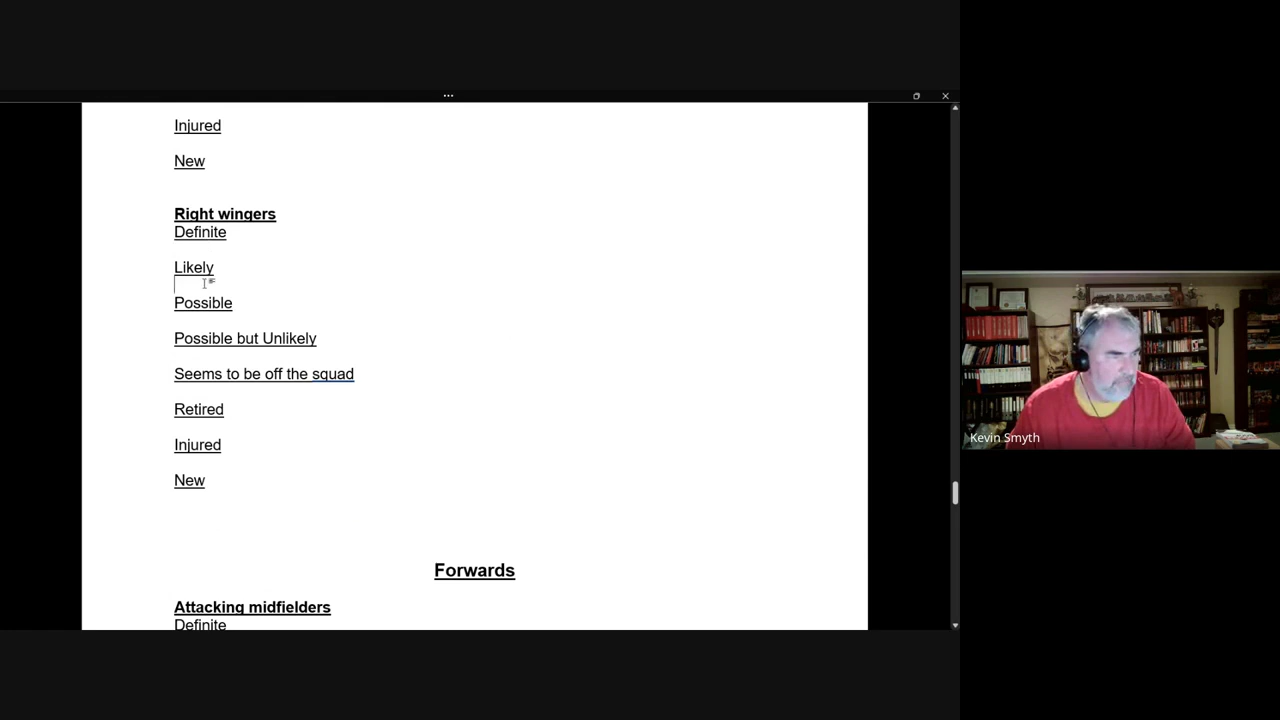 Injured
New
Right wingers
Definite
Likely
Possible
Possible but Unlikely
Seems to be off the squad
Retired
Injured
New
Forwards
Attacking midfielders
Definite
Kevin Smyth